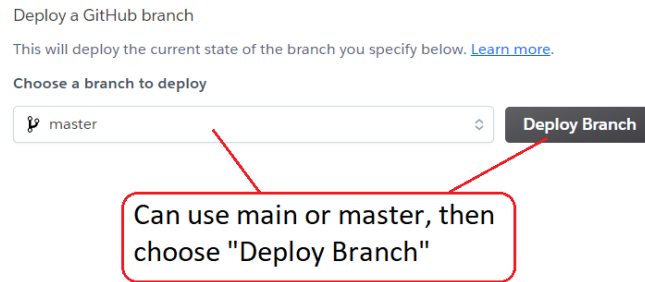 Deploy a GitHub branch
This will deploy the current state of the branch you specify below. Learn more.
Choose a branch to deploy
master
Deploy Branch
Can use main or master, then
choose "Deploy Branch"